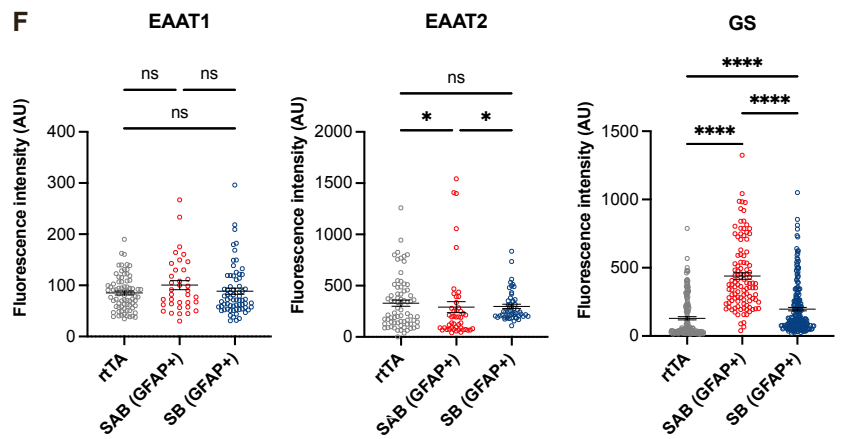 F
EAAT1
EAAT2
GS
ns
ns
ns
Fluorescence intensity (AU)
400
300
200
100
0
rtTA
SAB (GFAP+)
SB (GFAP+)
ns
*
*
Fluorescence intensity (AU)
2000
1500
1000
500
0
rtTA
SAB (GFAP+)
SB (GFAP+)
****
****
****
Fluorescence intensity (AU)
1500
1000
500
0
rtTA
SAB (GFAP+)
SB (GFAP+)